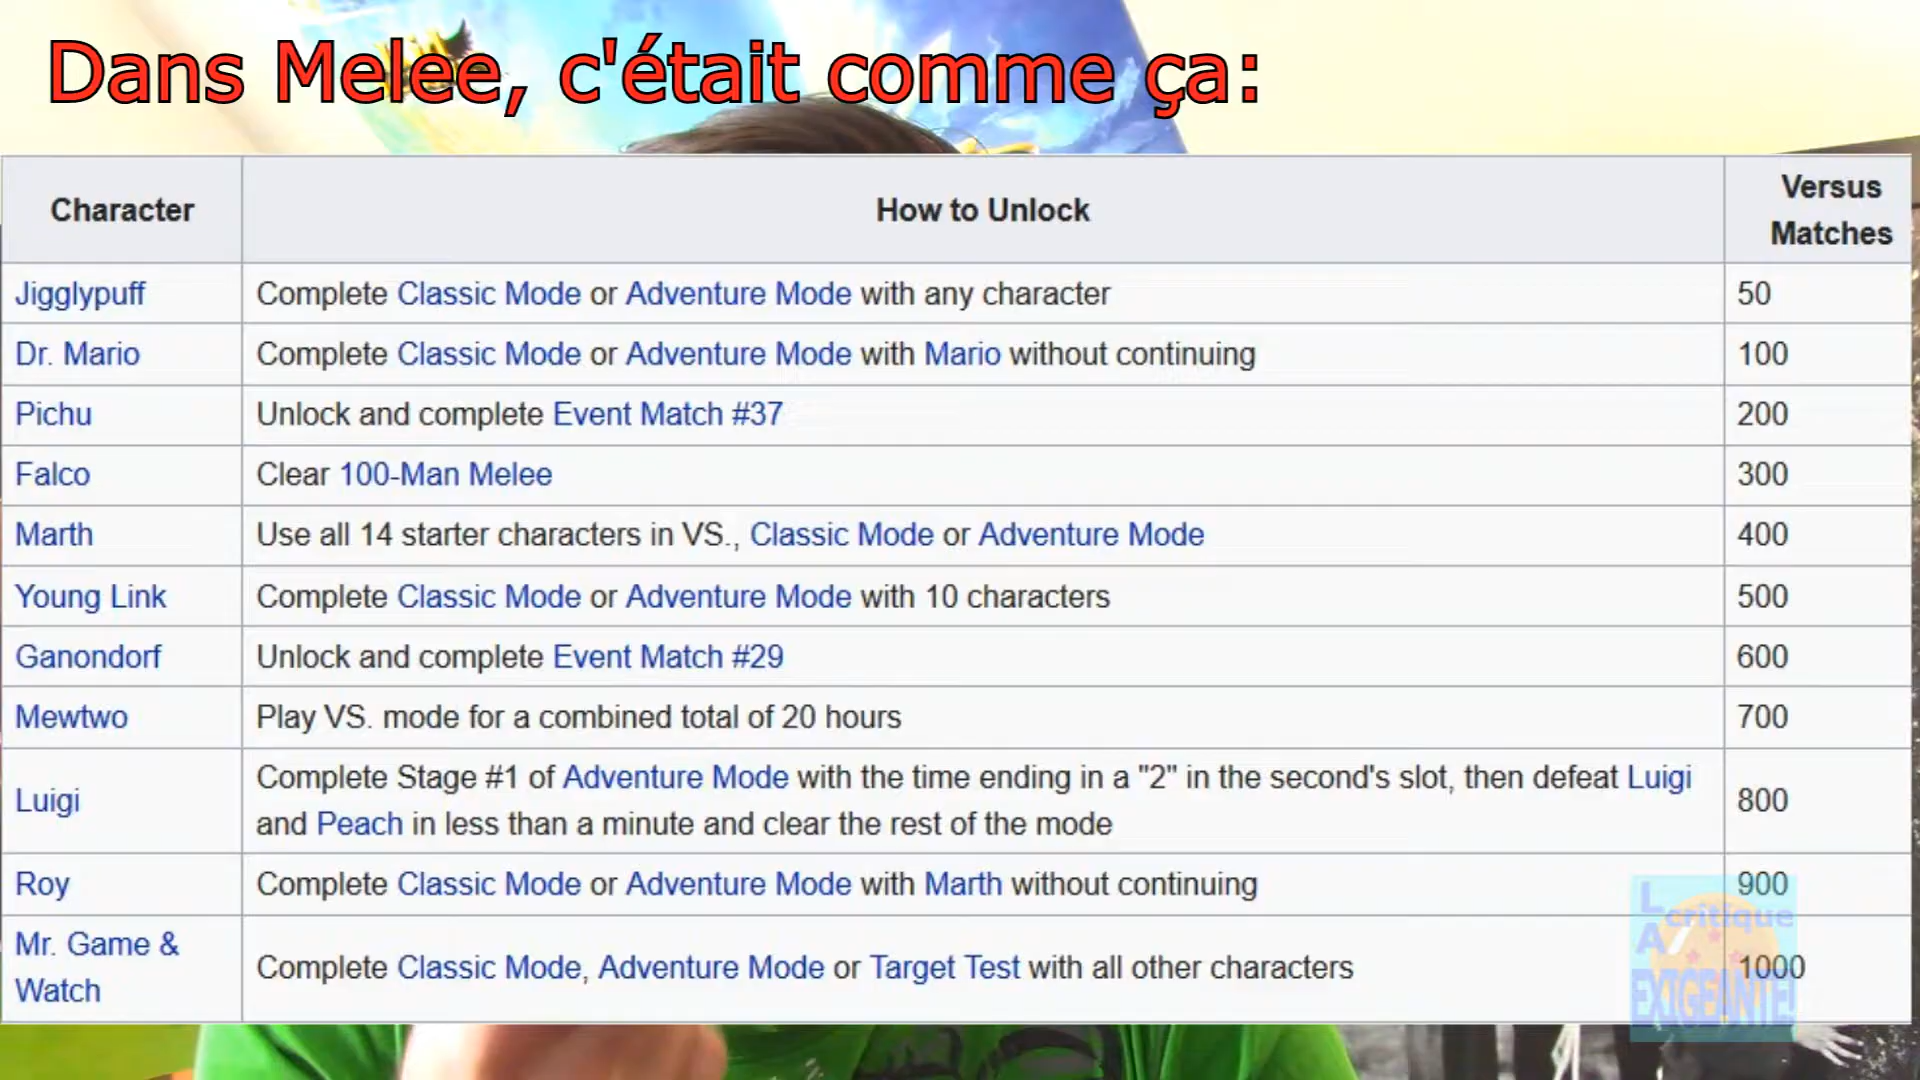 Dans Melee, c'était comme ça:
Character How to Unlock Versus Matches
Jigglypuff Complete Classic Mode or Adventure Mode with any character 50
Dr. Mario Complete Classic Mode or Adventure Mode with Mario without continuing 100
Pichu Unlock and complete Event Match #37 200
Falco Clear 100-Man Melee 300
Marth Use all 14 starter characters in VS., Classic Mode or Adventure Mode 400
Young Link Complete Classic Mode or Adventure Mode with 10 characters 500
Ganondorf Unlock and complete Event Match #29 600
Mewtwo Play VS. mode for a combined total of 20 hours 700
Luigi Complete Stage #1 of Adventure Mode with the time ending in a "2" in the second's slot, then defeat Luigi
and Peach in less than a minute and clear the rest of the mode 800
Roy Complete Classic Mode or Adventure Mode with Marth without continuing 900
Mr. Game &
Watch Complete Classic Mode, Adventure Mode or Target Test with all other characters 1000
LA critique
EXIGEANTE!